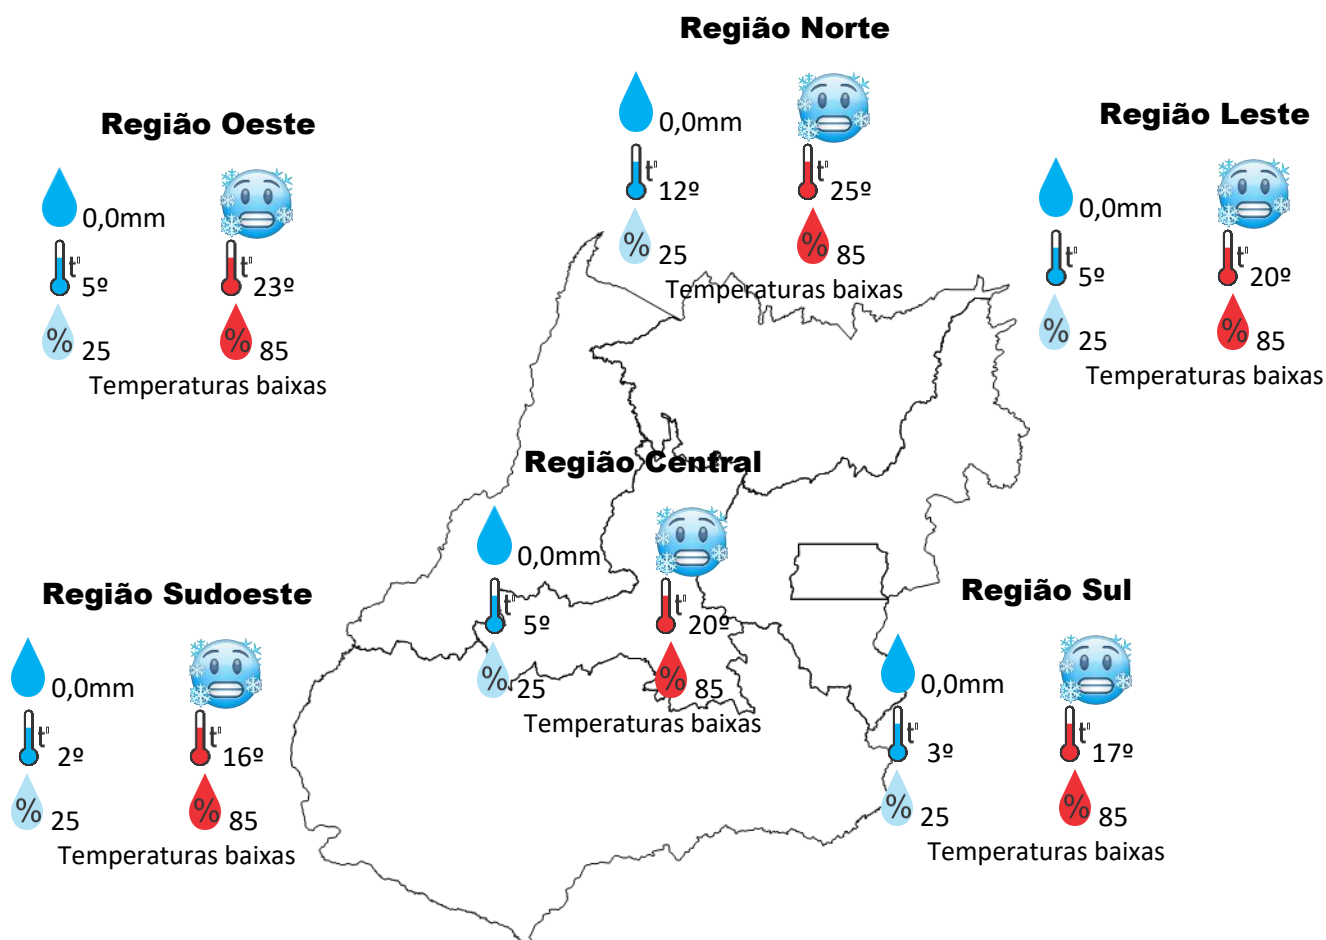 Região Norte
0,0mm
t°
12º
t°
25º
%
25
%
85
Temperaturas baixas
Região Oeste
0,0mm
t°
5º
t°
23º
%
25
%
85
Temperaturas baixas
Região Leste
0,0mm
t°
5º
t°
20º
%
25
%
85
Temperaturas baixas
Região Central
0,0mm
t°
5º
t°
20º
%
25
%
85
Temperaturas baixas
Região Sudoeste
0,0mm
t°
2º
t°
16º
%
25
%
85
Temperaturas baixas
Região Sul
0,0mm
t°
3º
t°
17º
%
25
%
85
Temperaturas baixas